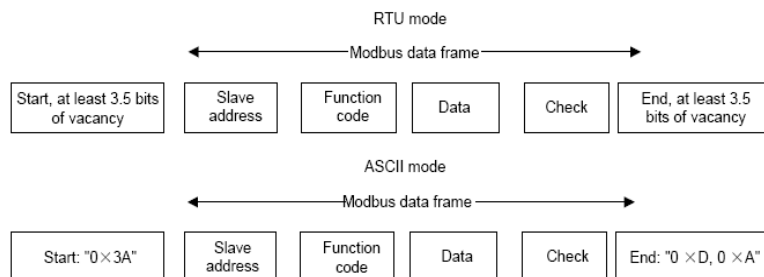 RTU mode
Modbus data frame
Start, at least 3.5 bits
of vacancy
Slave
address
Function
code
Data
Check
End, at least 3.5
bits of vacancy
ASCII mode
Modbus data frame
Start: "0×3A"
Slave
address
Function
code
Data
Check
End: "0 ×D, 0 ×A"